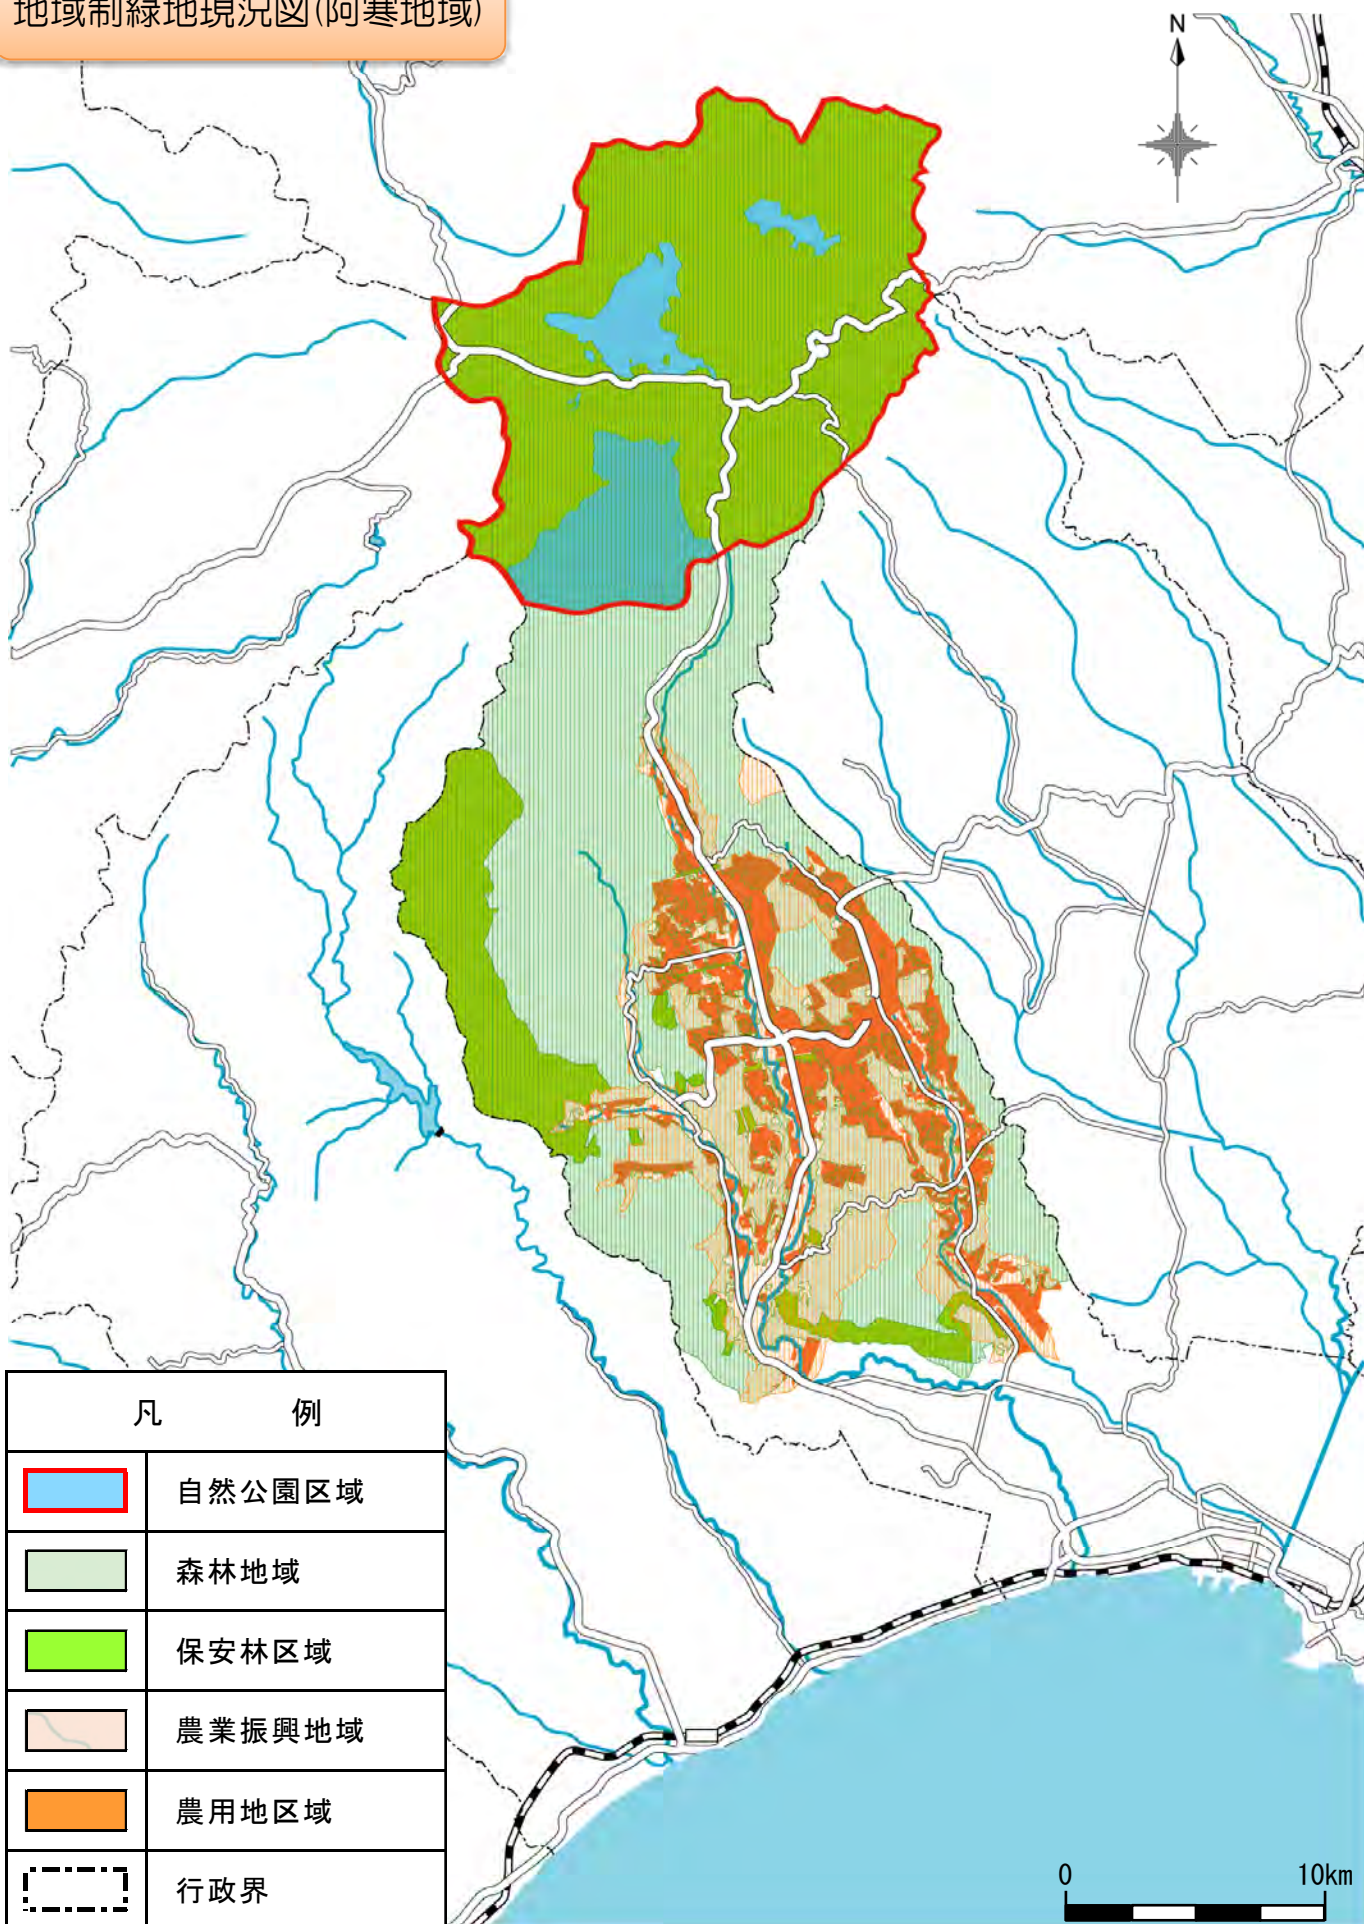 地域制緑地現況図(阿寒地域)
N
凡 例
自然公園区域
森林地域
保安林区域
農業振興地域
農用地区域
行政界
0 10km